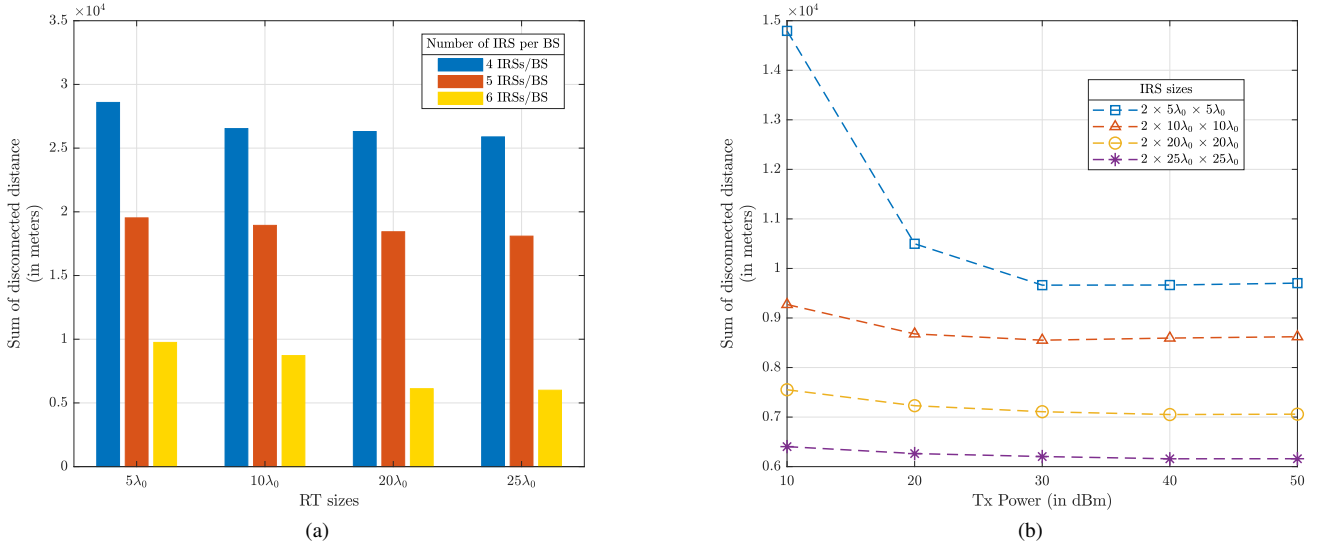 ×10⁴
3.5
3
2.5
2
1.5
1
0.5
0
Sum of disconnected distance
(in meters)
Number of IRS per BS
4 IRSs/BS
5 IRSs/BS
6 IRSs/BS
5λ₀
10λ₀
20λ₀
25λ₀
RT sizes
(a)
×10⁴
1.5
1.4
1.3
1.2
1.1
1
0.9
0.8
0.7
0.6
Sum of disconnected distance
(in meters)
IRS sizes
2 × 5λ₀ × 5λ₀
2 × 10λ₀ × 10λ₀
2 × 20λ₀ × 20λ₀
2 × 25λ₀ × 25λ₀
10
20
30
40
50
Tx Power (in dBm)
(b)